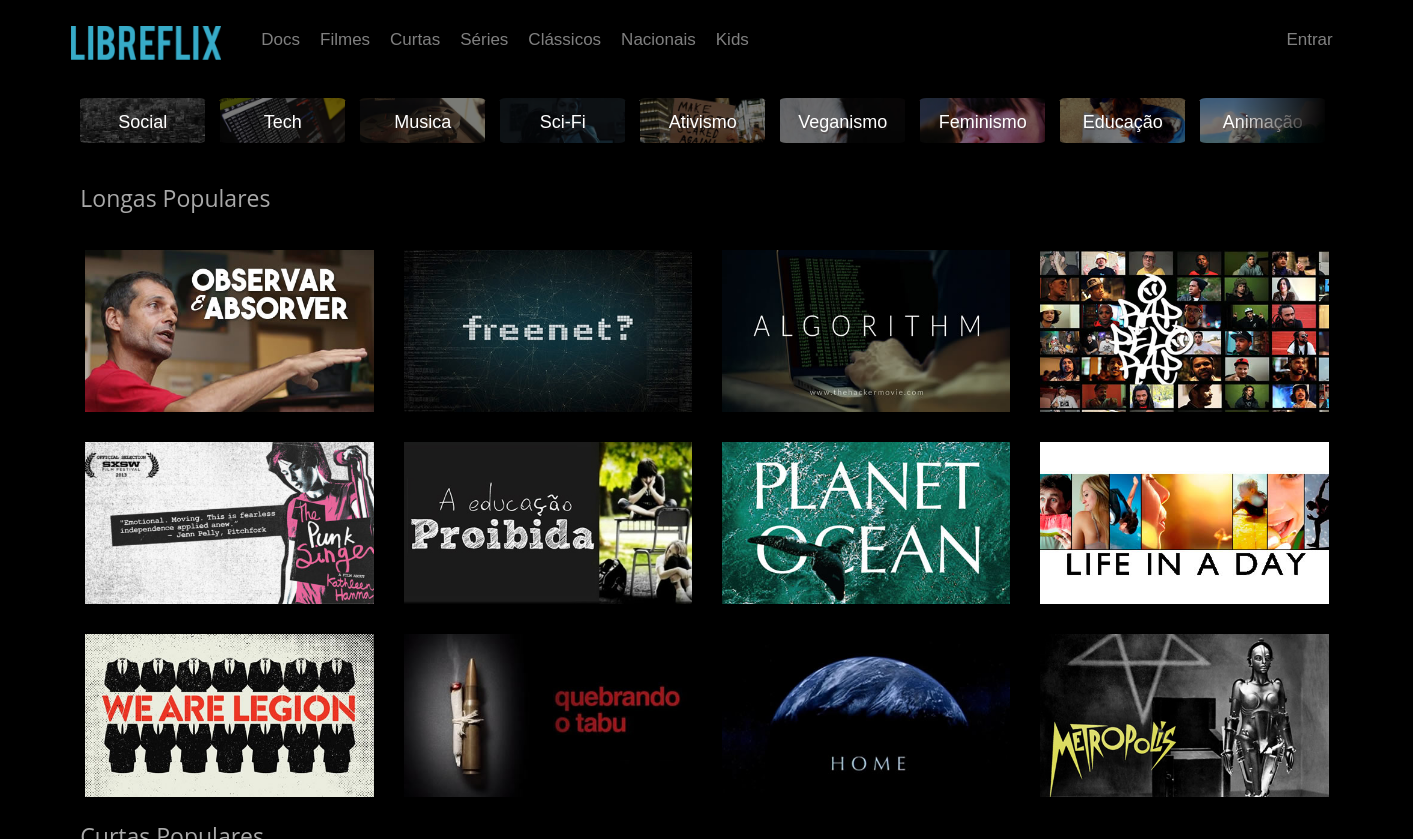 LIBREFLIX
Docs Filmes Curtas Séries Clássicos Nacionais Kids Entrar
Social Tech Musica Sci-Fi Ativismo Veganismo Feminismo Educação Animação
Longas Populares
OBSERVAR
E ABSORVER
freenet?
ALGORITHM
www.thehackermovie.com
RAP
PELO
RAP
OFFICIAL SELECTION
SXSW
FILM FESTIVAL
2013
"Emotional. Moving. This is fearless
independence applied anew."
– Jenn Pelly, Pitchfork
The
Punk
Singer
A FILM ABOUT
Kathleen
Hanna
A educação
Proibida
PLANET
OCEAN
LIFE IN A DAY
WE ARE LEGION
quebrando
o tabu
HOME
METROPOLIS
Curtas Populares